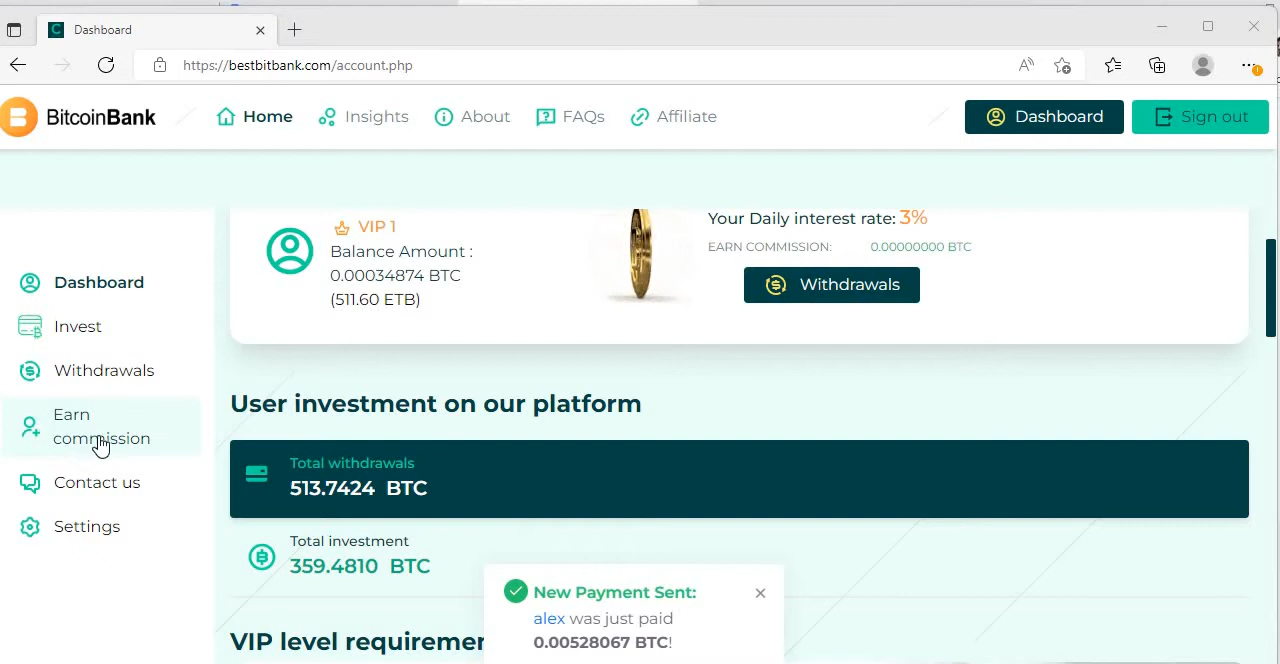 Dashboard
https://bestbitbank.com/account.php
BitcoinBank
Home
Insights
About
FAQs
Affiliate
Dashboard
Sign out
Dashboard
Invest
Withdrawals
Earn
commission
Contact us
Settings
VIP 1
Balance Amount :
0.00034874 BTC
(511.60 ETB)
Your Daily interest rate: 3%
EARN COMMISSION: 0.00000000 BTC
Withdrawals
User investment on our platform
Total withdrawals
513.7424 BTC
Total investment
359.4810 BTC
New Payment Sent:
alex was just paid
0.00528067 BTC!
VIP level requiremen